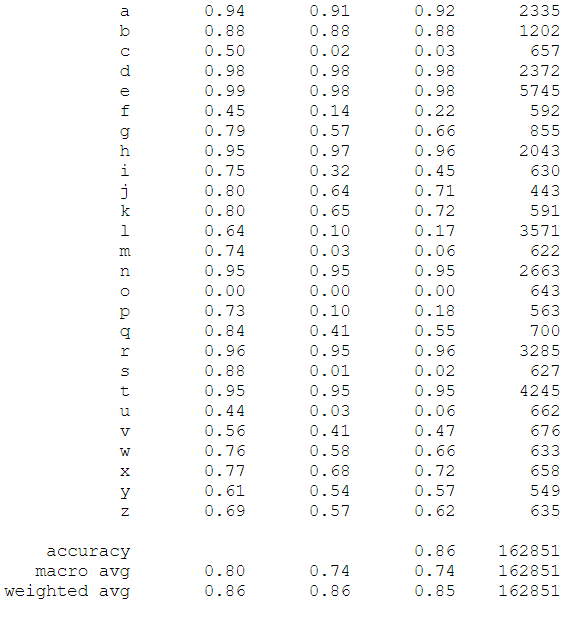 a 0.94 0.91 0.92 2335
b 0.88 0.88 0.88 1202
c 0.50 0.02 0.03 657
d 0.98 0.98 0.98 2372
e 0.99 0.98 0.98 5745
f 0.45 0.14 0.22 592
g 0.79 0.57 0.66 855
h 0.95 0.97 0.96 2043
i 0.75 0.32 0.45 630
j 0.80 0.64 0.71 443
k 0.80 0.65 0.72 591
l 0.64 0.10 0.17 3571
m 0.74 0.03 0.06 622
n 0.95 0.95 0.95 2663
o 0.00 0.00 0.00 643
p 0.73 0.10 0.18 563
q 0.84 0.41 0.55 700
r 0.96 0.95 0.96 3285
s 0.88 0.01 0.02 627
t 0.95 0.95 0.95 4245
u 0.44 0.03 0.06 662
v 0.56 0.41 0.47 676
w 0.76 0.58 0.66 633
x 0.77 0.68 0.72 658
y 0.61 0.54 0.57 549
z 0.69 0.57 0.62 635
accuracy 0.86 162851
macro avg 0.80 0.74 0.74 162851
weighted avg 0.86 0.86 0.85 162851